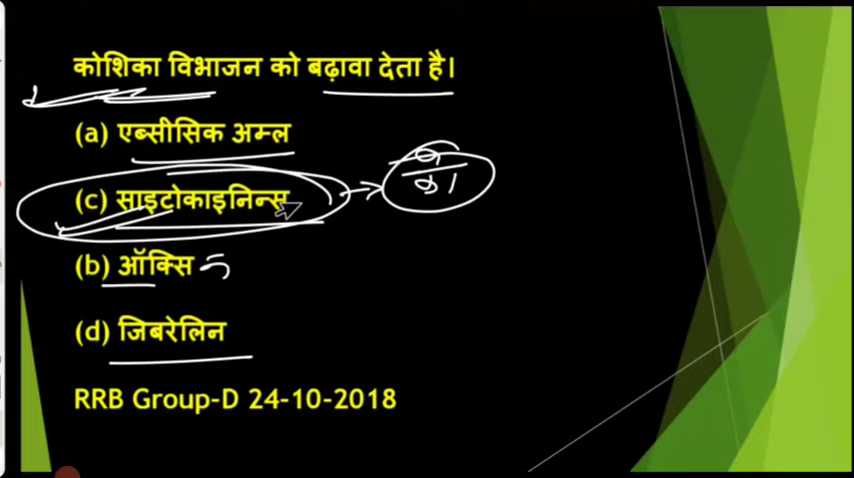 कोशिका विभाजन को बढ़ावा देता है।
(a) एब्सीसिक अम्ल
(c) साइटोकाइनिन्स
(b) ऑक्सि न
(d) जिबरेलिन
RRB Group-D 24-10-2018